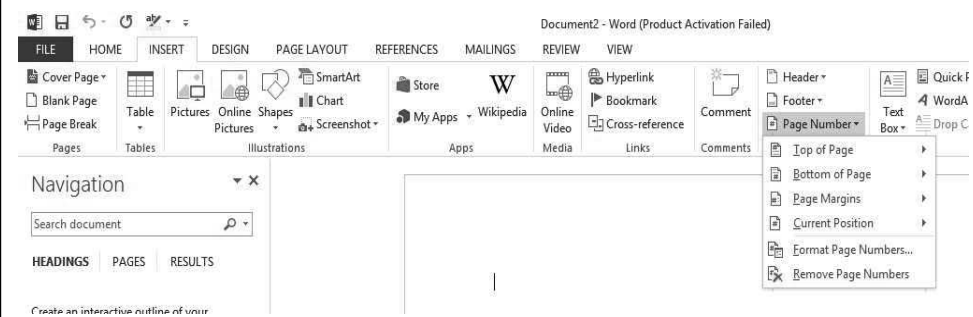 Document2 - Word (Product Activation Failed)
FILE HOME INSERT DESIGN PAGE LAYOUT REFERENCES MAILINGS REVIEW VIEW
Cover Page
Blank Page
Page Break
Pages
Table
Tables
Pictures
Online
Pictures
Shapes
SmartArt
Chart
Screenshot
Illustrations
Store
My Apps
W
Wikipedia
Apps
Online
Video
Media
Hyperlink
Bookmark
Cross-reference
Links
Comment
Comments
Header
Footer
Page Number
A
Text
Box
Quick
WordA
Drop C
Top of Page
Bottom of Page
Page Margins
Current Position
Format Page Numbers...
Remove Page Numbers
Navigation
Search document
HEADINGS PAGES RESULTS
Create an interactive outline of your